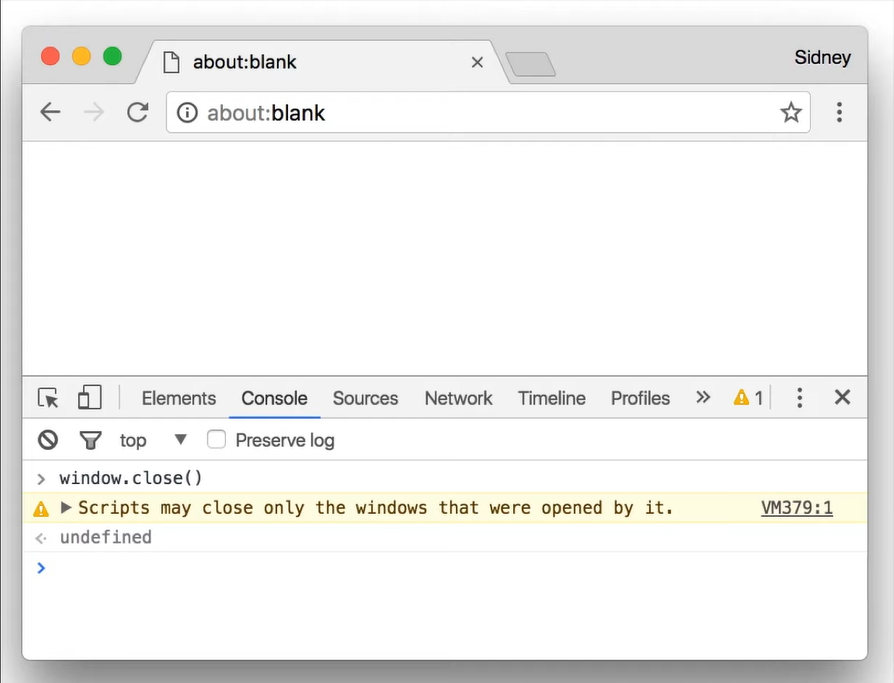 about:blank
Sidney
about:blank
Elements Console Sources Network Timeline Profiles 1
top Preserve log
window.close()
Scripts may close only the windows that were opened by it. VM379:1
undefined